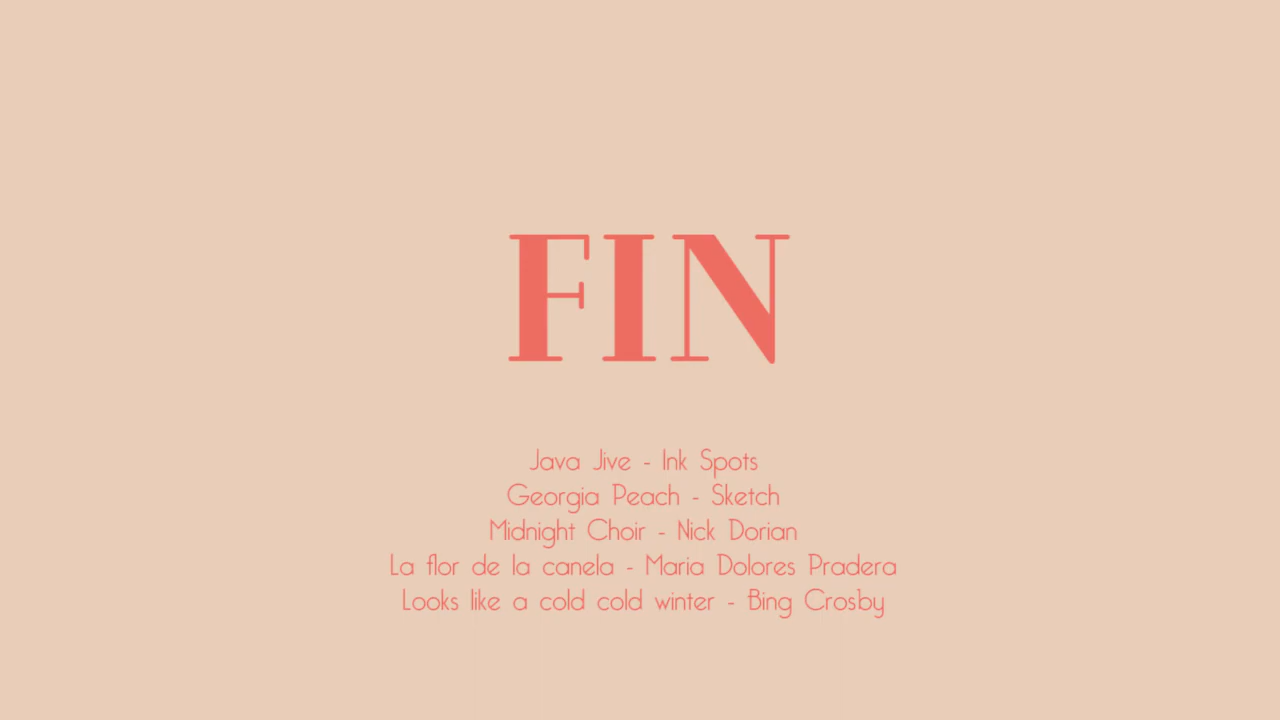 FIN
Java Jive - Ink Spots
Georgia Peach - Sketch
Midnight Choir - Nick Dorian
La flor de la canela - Maria Dolores Pradera
Looks like a cold cold winter - Bing Crosby